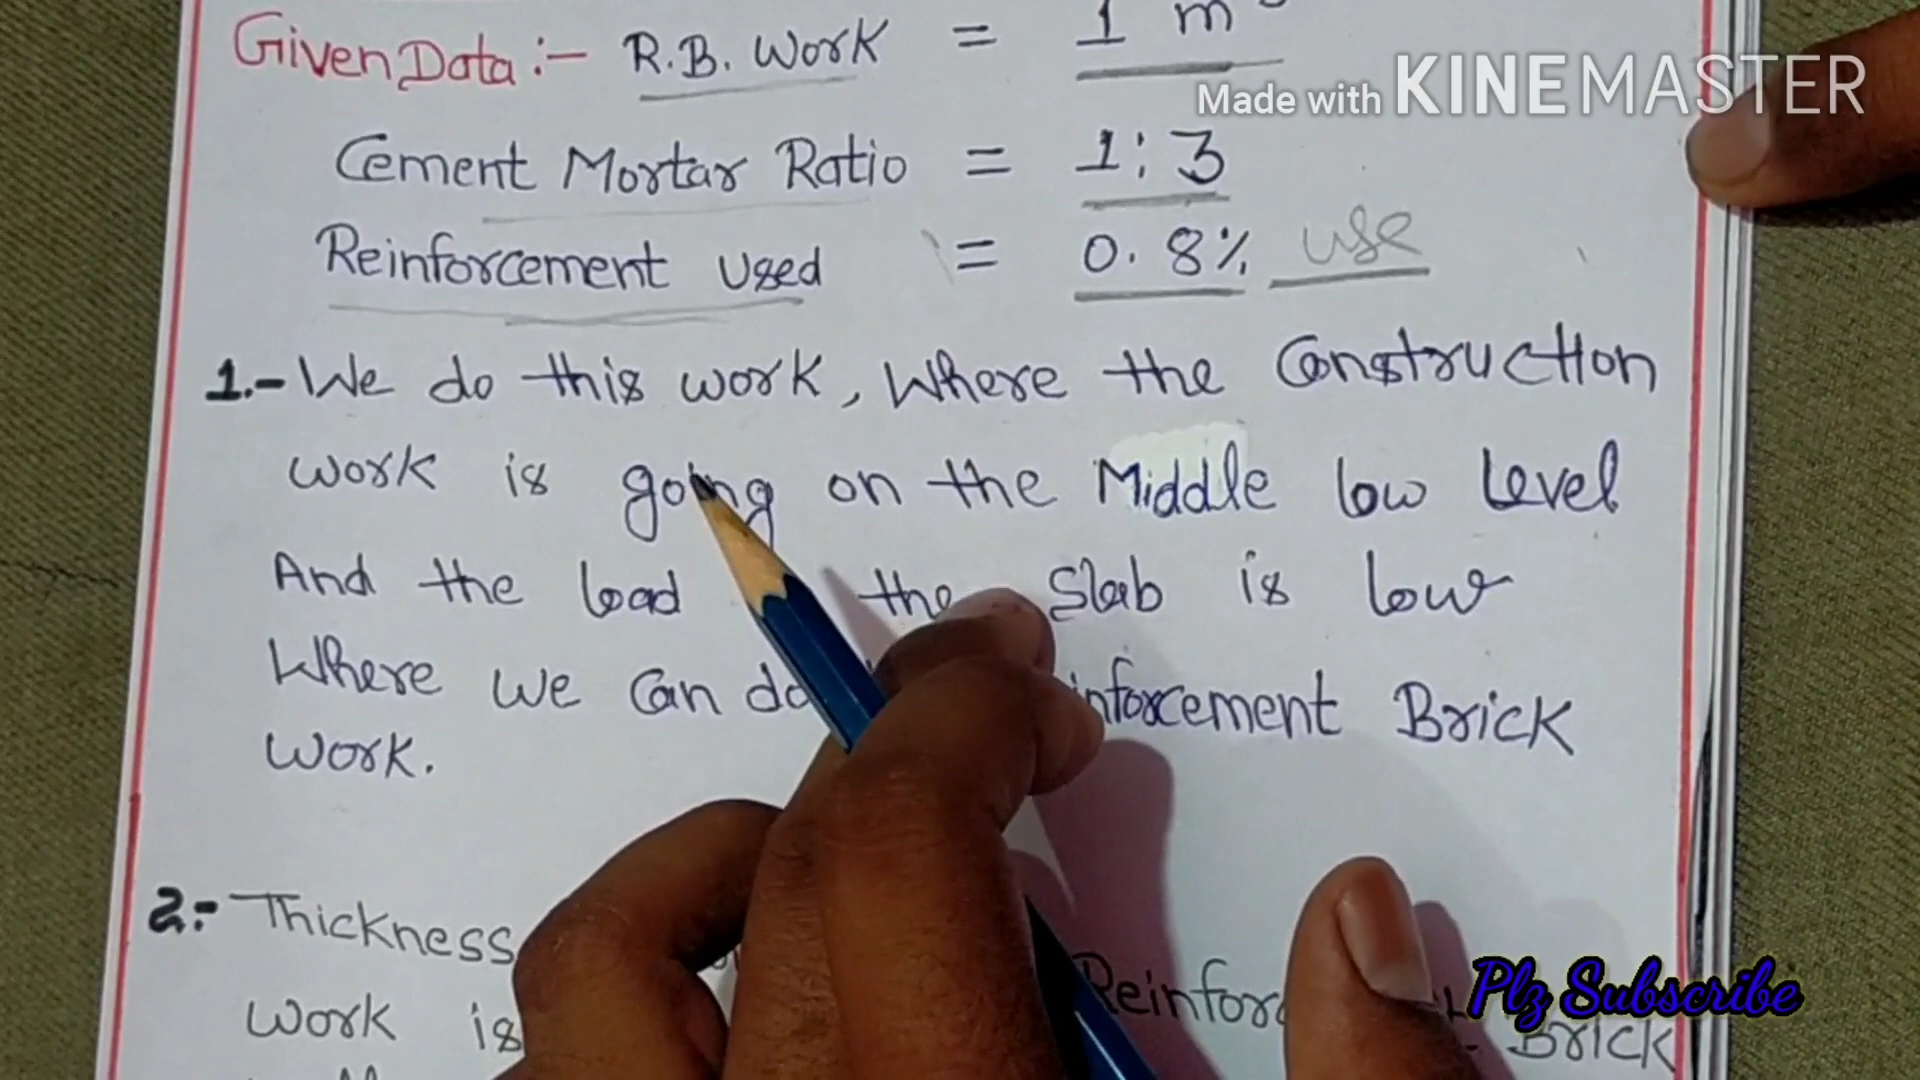 Given Data :- R.B. Work = 1 m³
Made with KINEMASTER
Cement Mortar Ratio = 1:3
Reinforcement Used = 0.8% use
1.- We do this work, Where the Construction
work is going on the Middle low Level
And the load the Slab is low
Where We Can do Brick
Work.
2.- Thickness
Work is Brick
Plz Subscribe